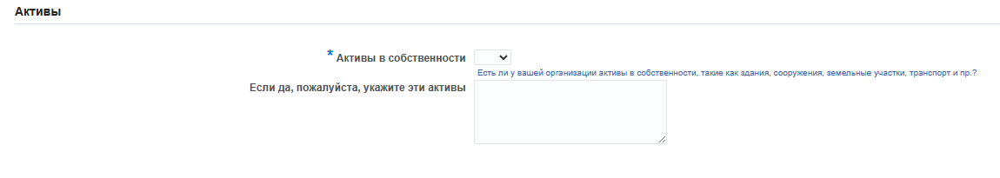 Активы
* Активы в собственности
Есть ли у вашей организации активы в собственности, такие как здания, сооружения, земельные участки, транспорт и пр.?
Если да, пожалуйста, укажите эти активы